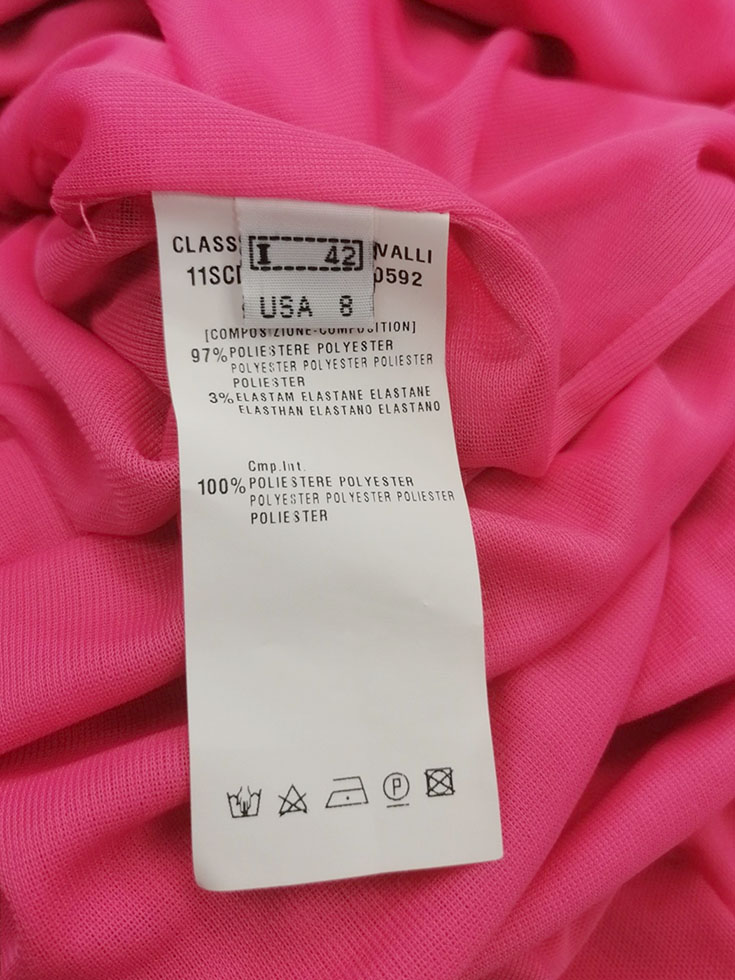 CLASS VALLI
I 42
11SC 0592
USA 8
[COMPOSIZIONE-COMPOSITION]
97% POLIESTERE POLYESTER
POLYESTER POLYESTER POLIESTER
POLIESTER
3% ELASTAM ELASTANE ELASTANE
ELASTHAN ELASTANO ELASTANO
Cmp.Int.
100% POLIESTERE POLYESTER
POLYESTER POLYESTER POLIESTER
POLIESTER
P